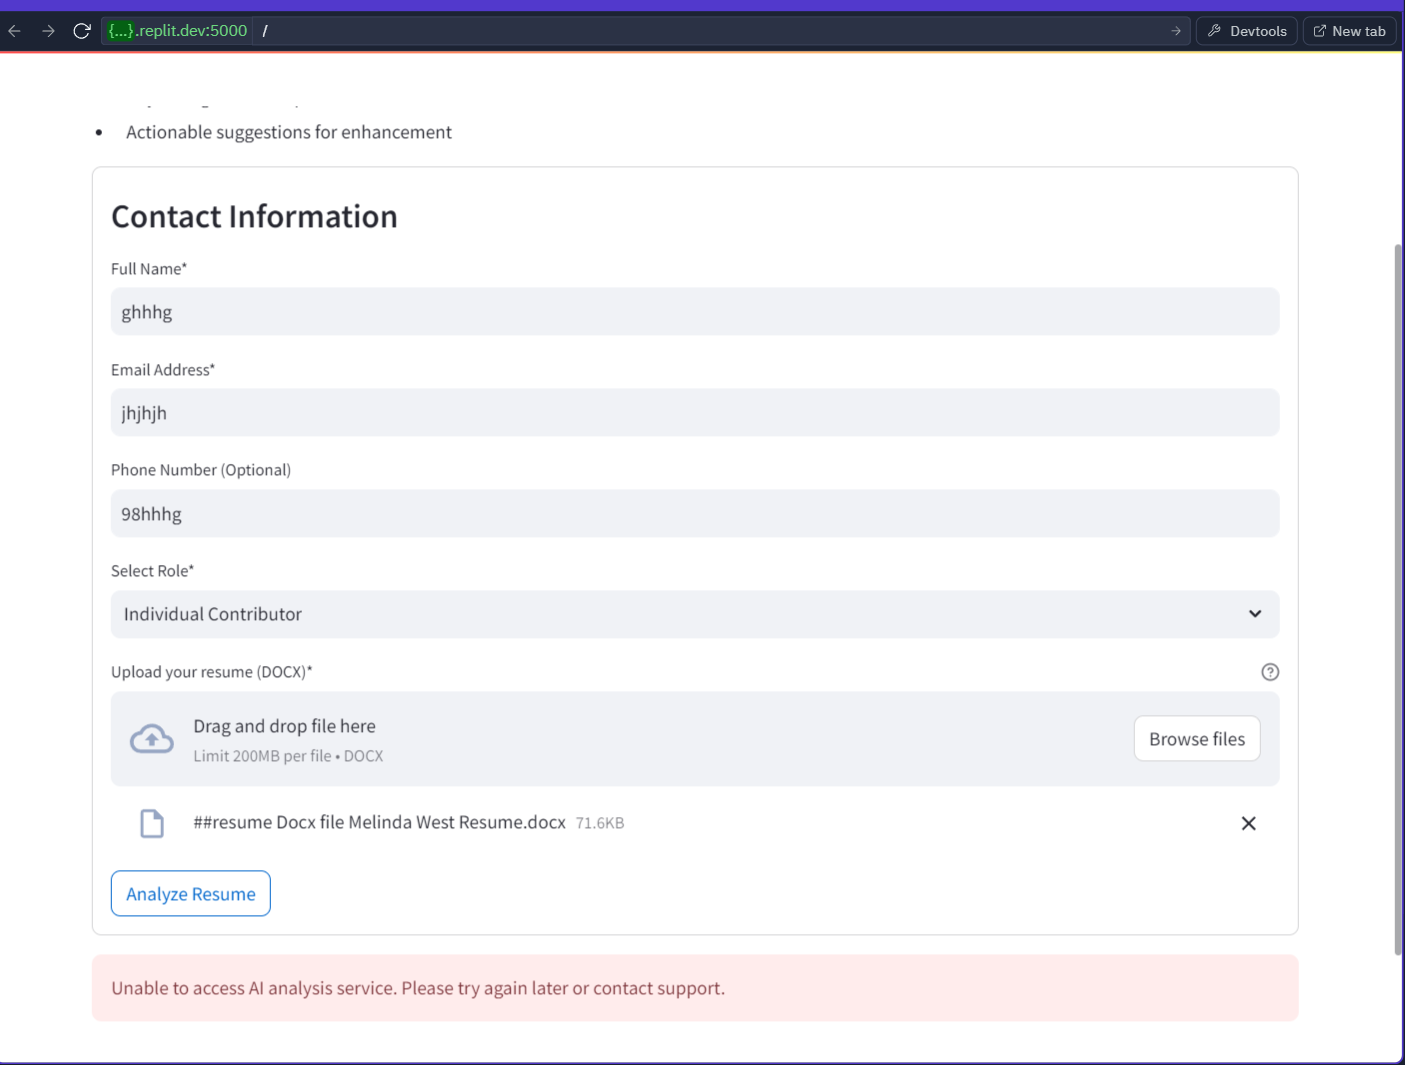 {...}.replit.dev:5000 /
Devtools
New tab
Actionable suggestions for enhancement
Contact Information
Full Name*
ghhhg
Email Address*
jhjhjh
Phone Number (Optional)
98hhhg
Select Role*
Individual Contributor
Upload your resume (DOCX)*
Drag and drop file here
Limit 200MB per file • DOCX
Browse files
##resume Docx file Melinda West Resume.docx 71.6KB
Analyze Resume
Unable to access AI analysis service. Please try again later or contact support.